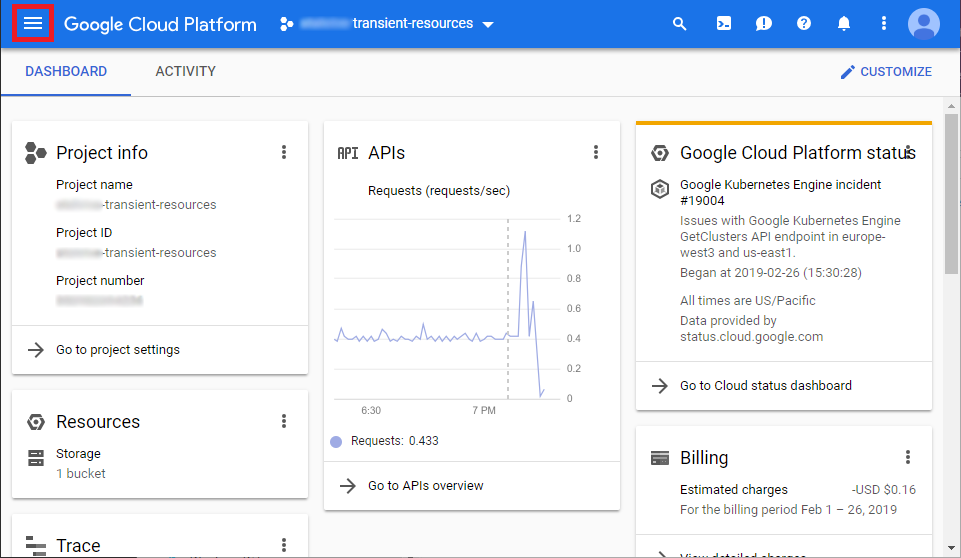 Google Cloud Platform
transient-resources
DASHBOARD
ACTIVITY
CUSTOMIZE
Project info
Project name
-transient-resources
Project ID
-transient-resources
Project number
Go to project settings
Resources
Storage
1 bucket
Trace
API APIs
Requests (requests/sec)
1.2
1.0
0.8
0.6
0.4
0.2
0
6:30
7 PM
Requests: 0.433
Go to APIs overview
Google Cloud Platform status
Google Kubernetes Engine incident
#19004
Issues with Google Kubernetes Engine
GetClusters API endpoint in europe-
west3 and us-east1.
Began at 2019-02-26 (15:30:28)
All times are US/Pacific
Data provided by
status.cloud.google.com
Go to Cloud status dashboard
Billing
Estimated charges -USD $0.16
For the billing period Feb 1 – 26, 2019
View detailed charges